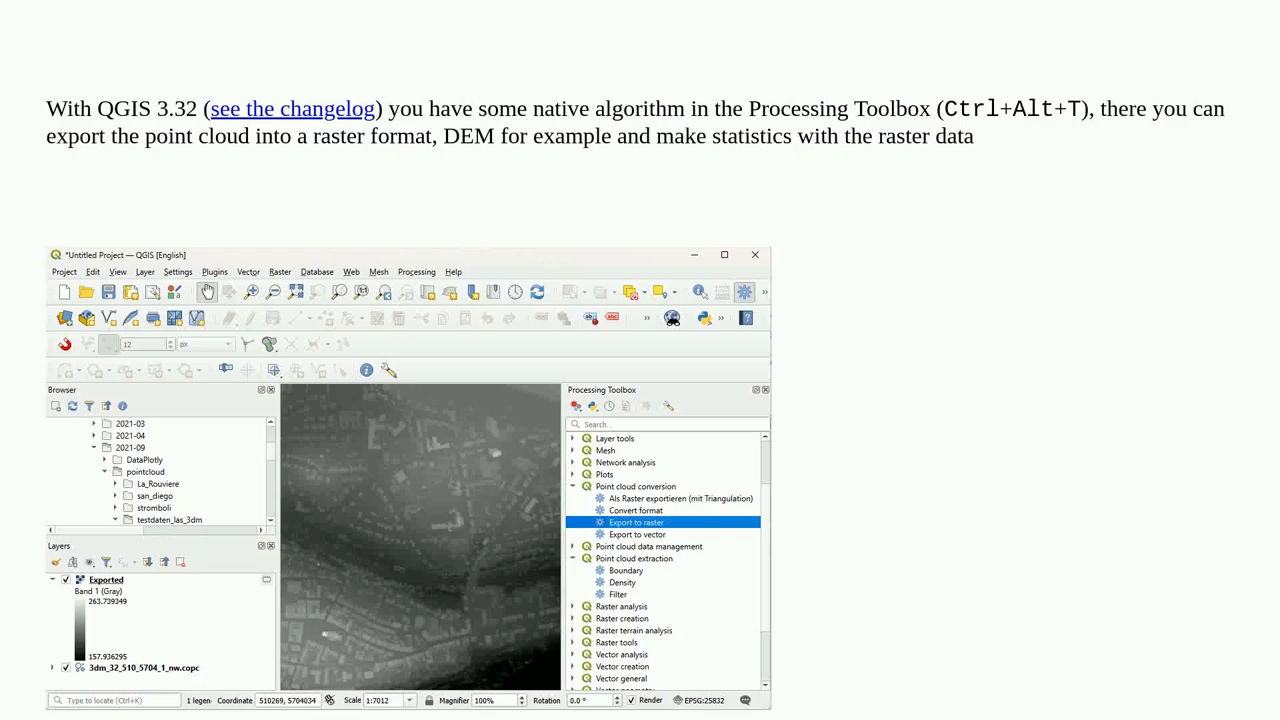 With QGIS 3.32 (see the changelog) you have some native algorithm in the Processing Toolbox (Ctrl+Alt+T), there you can
export the point cloud into a raster format, DEM for example and make statistics with the raster data
*Untitled Project — QGIS [English]
Project Edit View Layer Settings Plugins Vector Raster Database Web Mesh Processing Help
12 px
Browser
2021-03
2021-04
2021-09
DataPlotly
pointcloud
La_Rouviere
san_diego
stromboli
testdaten_las_3dm
Layers
Exported
Band 1 (Gray)
263.739349
157.936295
3dm_32_510_5704_1_nw.copc
Processing Toolbox
Search...
Layer tools
Mesh
Network analysis
Plots
Point cloud conversion
Als Raster exportieren (mit Triangulation)
Convert format
Export to raster
Export to vector
Point cloud data management
Point cloud extraction
Boundary
Density
Filter
Raster analysis
Raster creation
Raster terrain analysis
Raster tools
Vector analysis
Vector creation
Vector general
Type to locate (Ctrl+K) 1 legen Coordinate 510269, 5704034 Scale 1:7012 Magnifier 100% Rotation 0.0 ° Render EPSG:25832